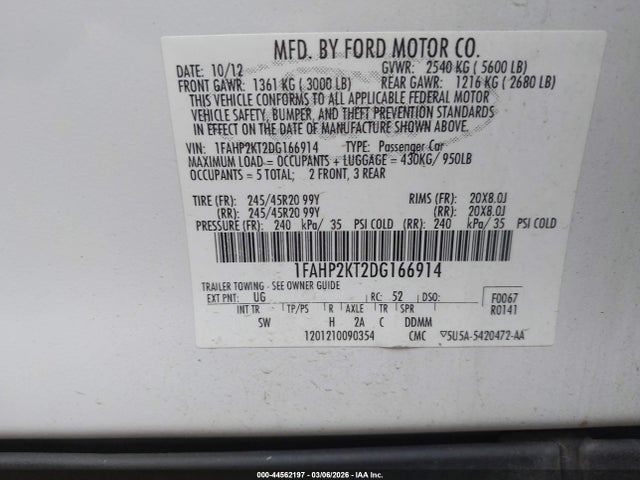 MFD. BY FORD MOTOR CO.
DATE: 10/12 GVWR: 2540 KG ( 5600 LB)
FRONT GAWR: 1361 KG ( 3000 LB) REAR GAWR: 1216 KG ( 2680 LB)
THIS VEHICLE CONFORMS TO ALL APPLICABLE FEDERAL MOTOR
VEHICLE SAFETY, BUMPER, AND THEFT PREVENTION STANDARDS
IN EFFECT ON THE DATE OF MANUFACTURE SHOWN ABOVE.
VIN: 1FAHP2KT2DG166914 TYPE: Passenger Car
MAXIMUM LOAD = OCCUPANTS + LUGGAGE = 430KG/ 950LB
OCCUPANTS = 5 TOTAL; 2 FRONT, 3 REAR
TIRE (FR): 245/45R20 99Y RIMS (FR): 20X8.0J
(RR): 245/45R20 99Y (RR): 20X8.0J
PRESSURE (FR): 240 kPa/ 35 PSI COLD (RR): 240 kPa/ 35 PSI COLD
1FAHP2KT2DG166914
TRAILER TOWING - SEE OWNER GUIDE
EXT PNT: UG RC: 52 DSO: F0067
INT TR TP/PS R AXLE TR SPR R0141
SW H 2A C DDMM
1201210090354 CMC ▽5U5A-5420472-AA
000-44562197 - 03/06/2026 - IAA Inc.